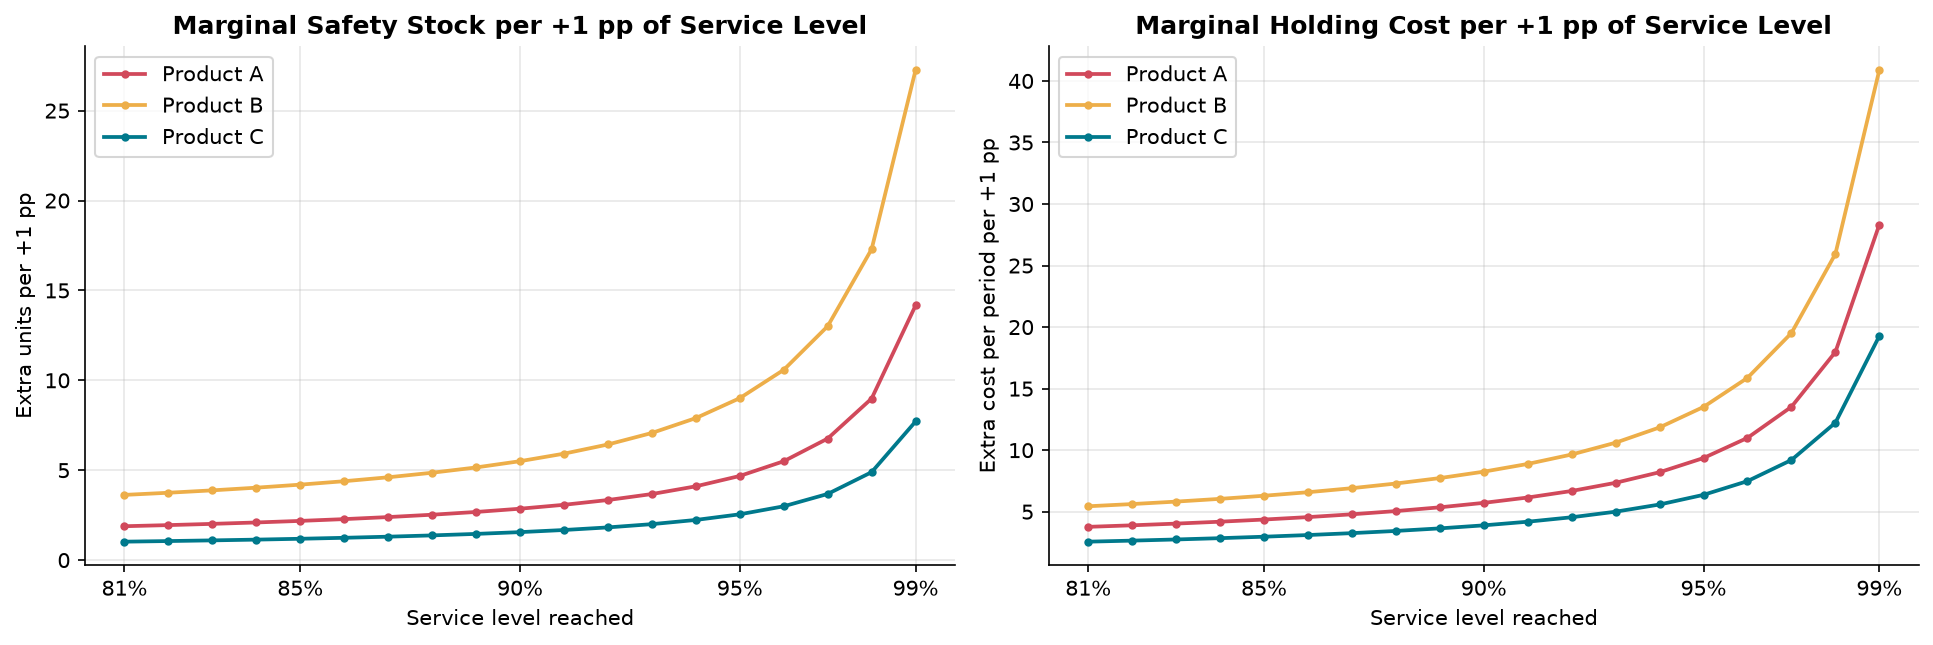 Marginal Safety Stock per +1 pp of Service Level
Product A
Product B
Product C
Extra units per +1 pp
25
20
15
10
5
0
81%
85%
90%
95%
99%
Service level reached
Marginal Holding Cost per +1 pp of Service Level
Product A
Product B
Product C
Extra cost per period per +1 pp
40
35
30
25
20
15
10
5
81%
85%
90%
95%
99%
Service level reached